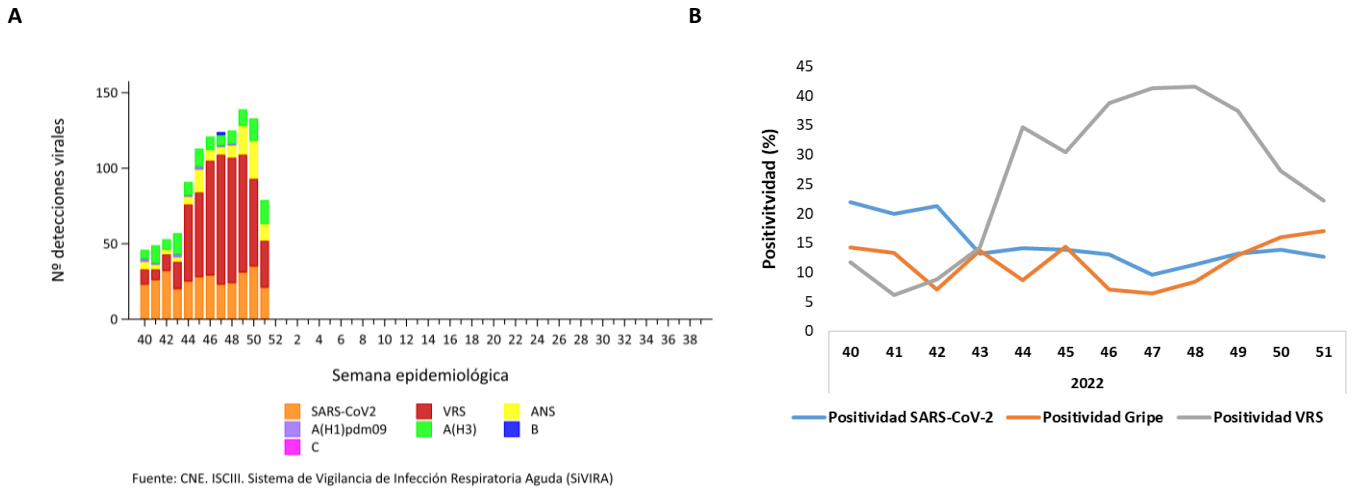 A
Nº detecciones virales
150
100
50
0
40 42 44 46 48 50 52 2 4 6 8 10 12 14 16 18 20 22 24 26 28 30 32 34 36 38
Semana epidemiológica
SARS-CoV2 VRS ANS
A(H1)pdm09 A(H3) B
C
Fuente: CNE. ISCIII. Sistema de Vigilancia de Infección Respiratoria Aguda (SiVIRA)
B
Positivitvidad (%)
45
40
35
30
25
20
15
10
5
0
40 41 42 43 44 45 46 47 48 49 50 51
2022
Positividad SARS-CoV-2 Positividad Gripe Positividad VRS